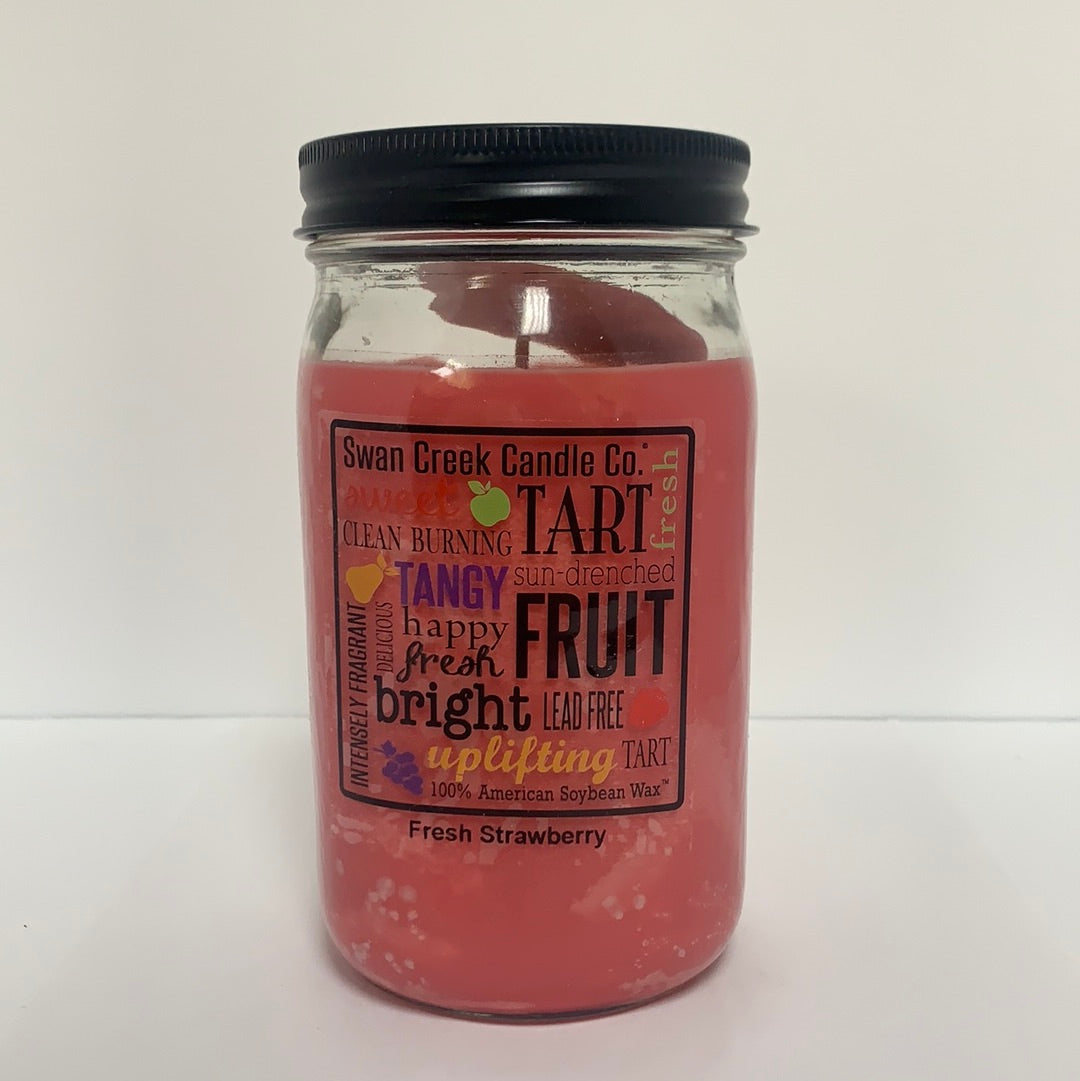 Swan Creek Candle Co.®
sweet
TART
fresh
CLEAN BURNING
TANGY
sun-drenched
INTENSELY FRAGRANT
DELICIOUS
happy
FRUIT
fresh
bright
LEAD FREE
uplifting
TART
100% American Soybean Wax™
Fresh Strawberry